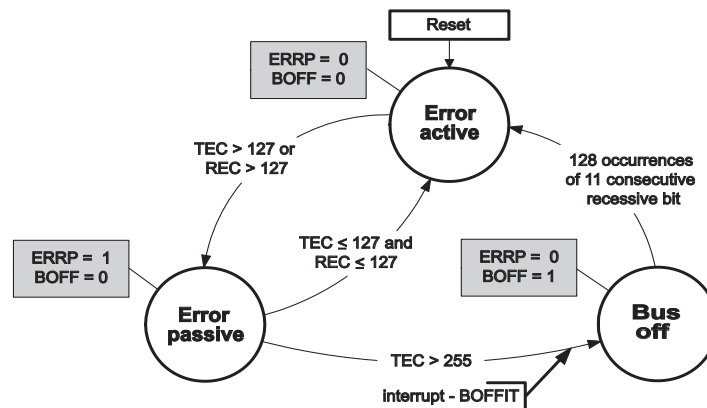 Reset
ERRP = 0
BOFF = 0
Error
active
TEC > 127 or
REC > 127
128 occurrences
of 11 consecutive
recessive bit
TEC ≤ 127 and
REC ≤ 127
ERRP = 1
BOFF = 0
ERRP = 0
BOFF = 1
Error
passive
Bus
off
TEC > 255
interrupt - BOFFIT